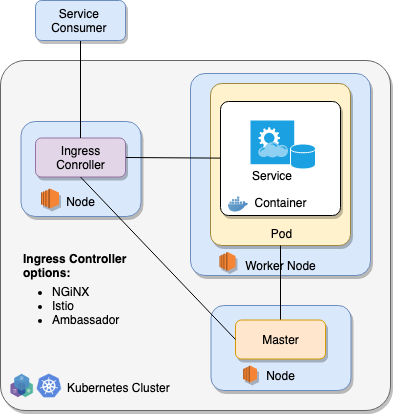 Service
Consumer
Ingress
Conroller
Node
Service
Container
Pod
Worker Node
Ingress Controller
options:
• NGiNX
• Istio
• Ambassador
Master
Node
Kubernetes Cluster